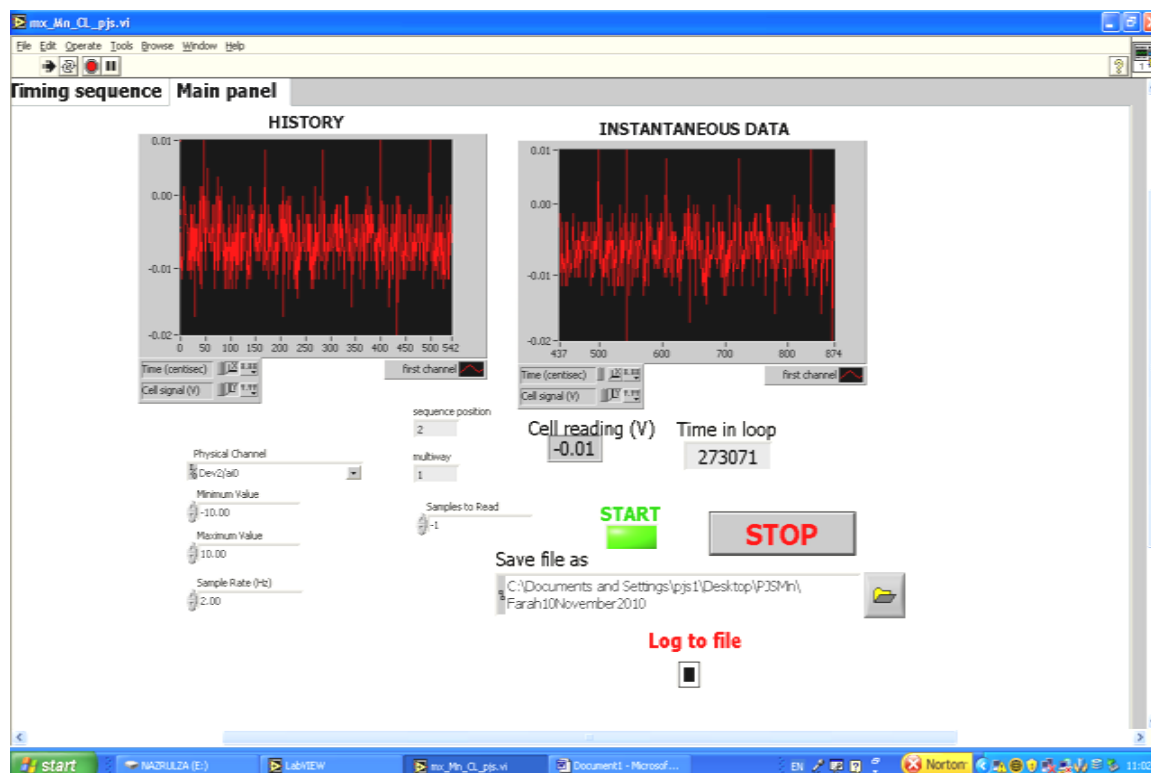 mx_Mn_CL_pjs.vi
File Edit Operate Tools Browse Window Help
Timing sequence Main panel
HISTORY
0.01
0.00
-0.01
-0.02
0 50 100 150 200 250 300 350 400 450 500 542
Time (centisec)
Cell signal (V)
first channel
INSTANTANEOUS DATA
0.01
0.00
-0.01
-0.02
437 500 600 700 800 874
Time (centisec)
Cell signal (V)
first channel
sequence position
2
multiway
1
Cell reading (V)
-0.01
Time in loop
273071
Physical Channel
Dev2/ai0
Minimum Value
-10.00
Maximum Value
10.00
Sample Rate (Hz)
2.00
Samples to Read
-1
START
STOP
Save file as
C:\Documents and Settings\pjs1\Desktop\PJSMn\
Farah10November2010
Log to file
start NAZRULZA (E:) LabVIEW mx_Mn_CL_pjs.vi Document1 - Microsof... EN Norton 11:02